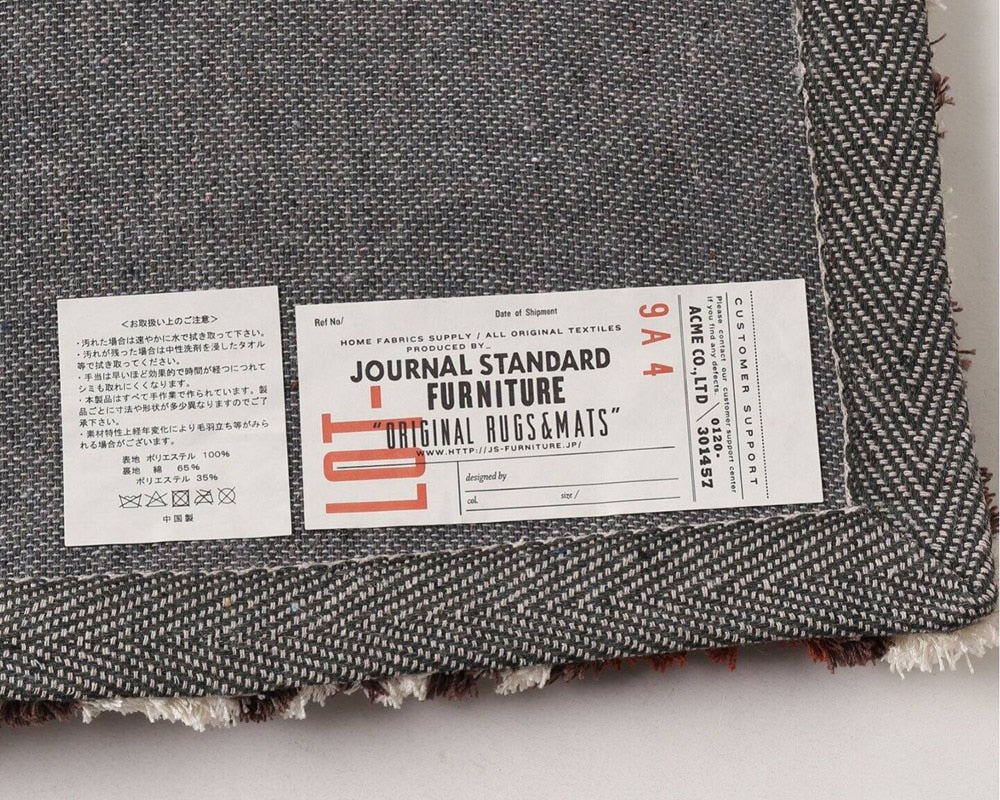 <お取扱い上のご注意>
・汚れた場合は速やかに水で拭き取って下さい。
・汚れが残った場合は中性洗剤を浸したタオル
等で拭き取ってください。
・手当は早いほど効果的で時間が経つにつれて
シミも取れにくくなります。
・本製品はすべて手作業で作られています。製
品ごとに寸法や形状が多少異なりますのでご了
承下さい。
・素材特性上経年変化により毛羽立ち等がみら
れる場合がございます。
表地 ポリエステル 100%
裏地 綿 65%
ポリエステル 35%
中国製
Ref No/
Date of Shipment
HOME FABRICS SUPPLY / ALL ORIGINAL TEXTILES
PRODUCED BY_
JOURNAL STANDARD
FURNITURE
"ORIGINAL RUGS&MATS"
WWW.HTTP://JS-FURNITURE.JP/
LOT-
designed by
col.
size /
9A4
CUSTOMER SUPPORT
Please contact our customer support center
if you find any defects.
ACME CO.,LTD
0120-
301457